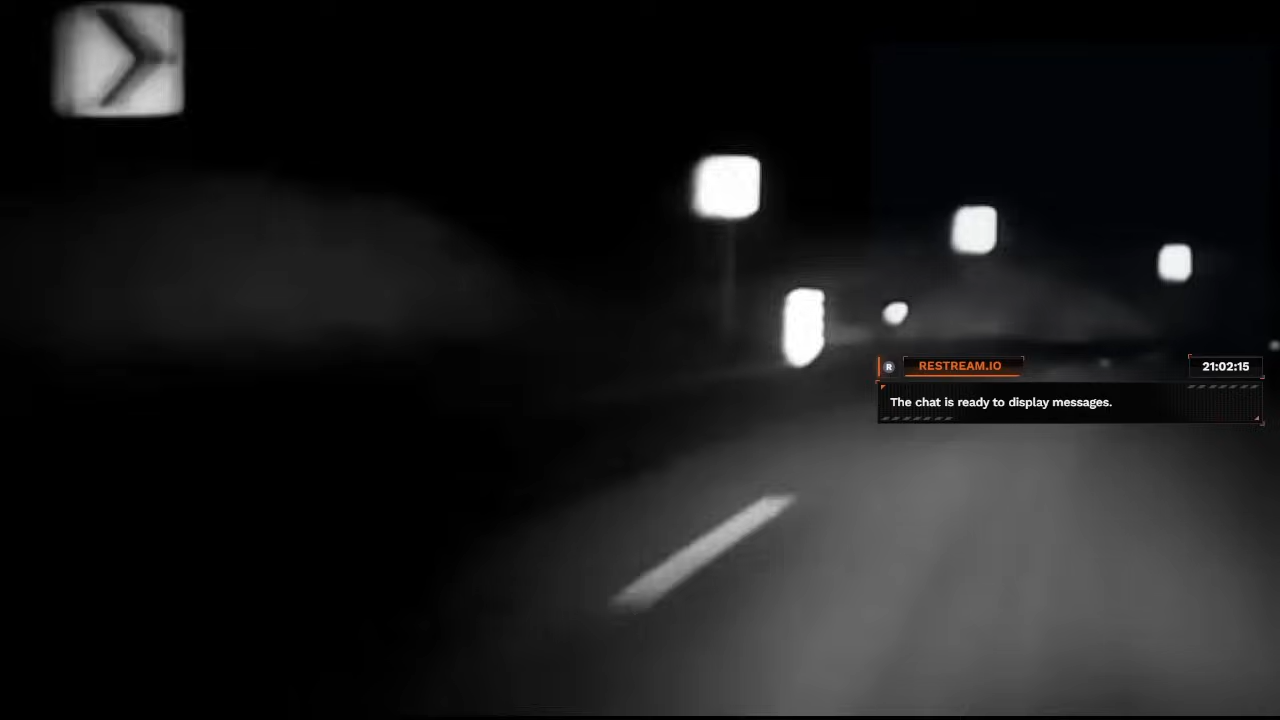 R RESTREAM.IO 21:02:15
The chat is ready to display messages.